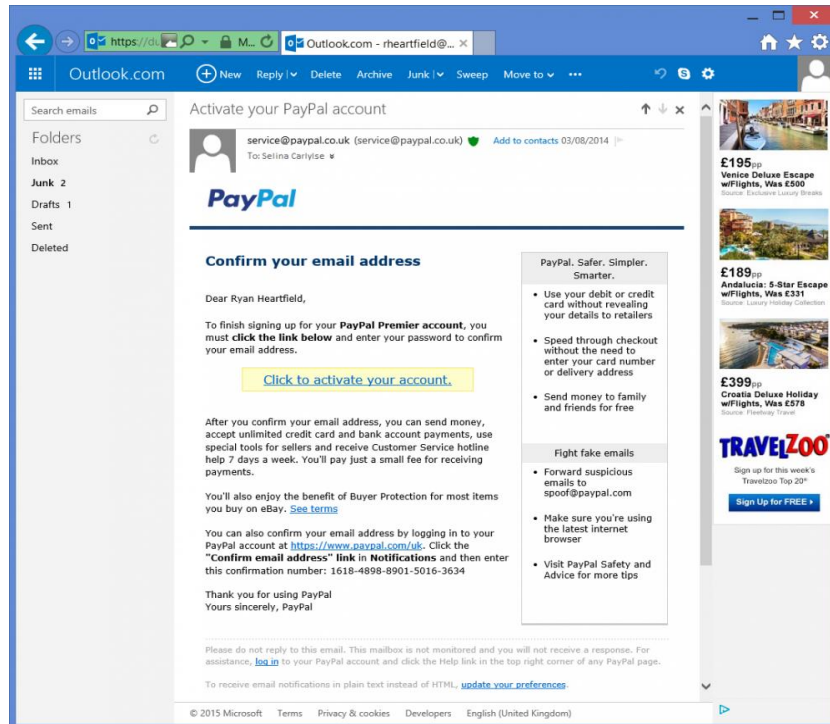 https://du
M...
Outlook.com - rheartfield@...
Outlook.com
New Reply Delete Archive Junk Sweep Move to ...
Search emails
Folders
Inbox
Junk 2
Drafts 1
Sent
Deleted
Activate your PayPal account
service@paypal.co.uk (service@paypal.co.uk) Add to contacts 03/08/2014
To: Selina Carlyise
PayPal
Confirm your email address
Dear Ryan Heartfield,
To finish signing up for your PayPal Premier account, you
must click the link below and enter your password to confirm
your email address.
Click to activate your account.
After you confirm your email address, you can send money,
accept unlimited credit card and bank account payments, use
special tools for sellers and receive Customer Service hotline
help 7 days a week. You'll pay just a small fee for receiving
payments.
You'll also enjoy the benefit of Buyer Protection for most items
you buy on eBay. See terms
You can also confirm your email address by logging in to your
PayPal account at https://www.paypal.com/uk. Click the
"Confirm email address" link in Notifications and then enter
this confirmation number: 1618-4898-8901-5016-3634
Thank you for using PayPal
Yours sincerely, PayPal
PayPal. Safer. Simpler.
Smarter.
• Use your debit or credit
card without revealing
your details to retailers
• Speed through checkout
without the need to
enter your card number
or delivery address
• Send money to family
and friends for free
Fight fake emails
• Forward suspicious
emails to
spoof@paypal.com
• Make sure you're using
the latest internet
browser
• Visit PayPal Safety and
Advice for more tips
Please do not reply to this email. This mailbox is not monitored and you will not receive a response. For
assistance, log in to your PayPal account and click the Help link in the top right corner of any PayPal page.
To receive email notifications in plain text instead of HTML, update your preferences.
© 2015 Microsoft Terms Privacy & cookies Developers English (United Kingdom)
£195pp
Venice Deluxe Escape
w/Flights, Was £500
Source: Exclusive Luxury Breaks
£189pp
Andalucia: 5-Star Escape
w/Flights, Was £331
Source: Luxury Holiday Collection
£399pp
Croatia Deluxe Holiday
w/Flights, Was £578
Source: Fleetway Travel
TRAVELZOO
Sign up for this week's
Travelzoo Top 20®
Sign Up for FREE